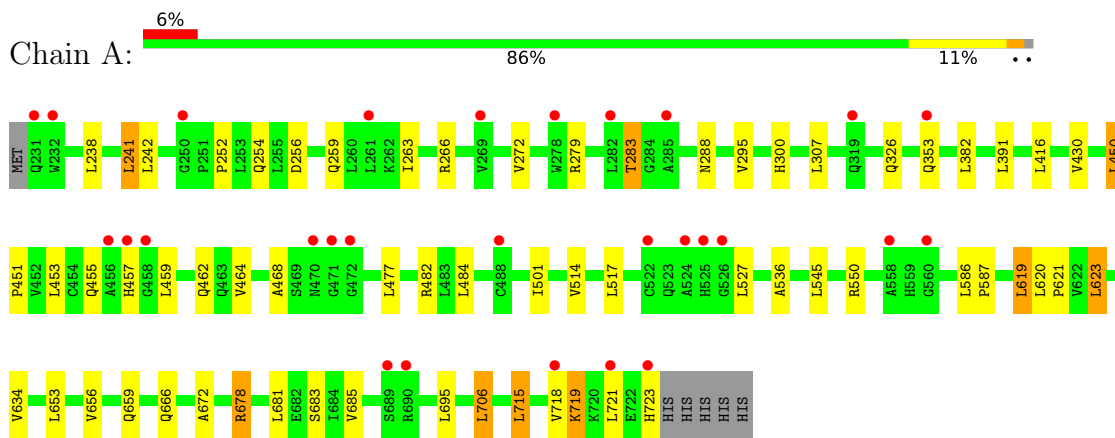 6%
Chain A:
86% 11% • •
MET Q231 W232 L238 L241 L242 G250 P251 P252 L253 Q254 L255 D256 Q259 L260 L261 K262 I263 R266 V269 V272 W278 R279 L282 T283 G284 A285 N288 V295 H300 L307 Q319 Q326 Q353 L382 L391 L416 V430 L450
P451 V452 L453 C454 Q455 A456 H457 G458 L459 Q462 Q463 V464 A468 S469 N470 G471 G472 L477 R482 L483 L484 C488 I501 V514 L517 C522 Q523 A524 H525 G526 L527 A536 L545 R550 A558 H559 G560 L586 P587 L619 L620 P621 V622 L623
V634 L653 V656 Q659 Q666 A672 R678 L681 E682 S683 I684 V685 S689 R690 L695 L706 L715 V718 K719 K720 L721 E722 H723 HIS HIS HIS HIS HIS